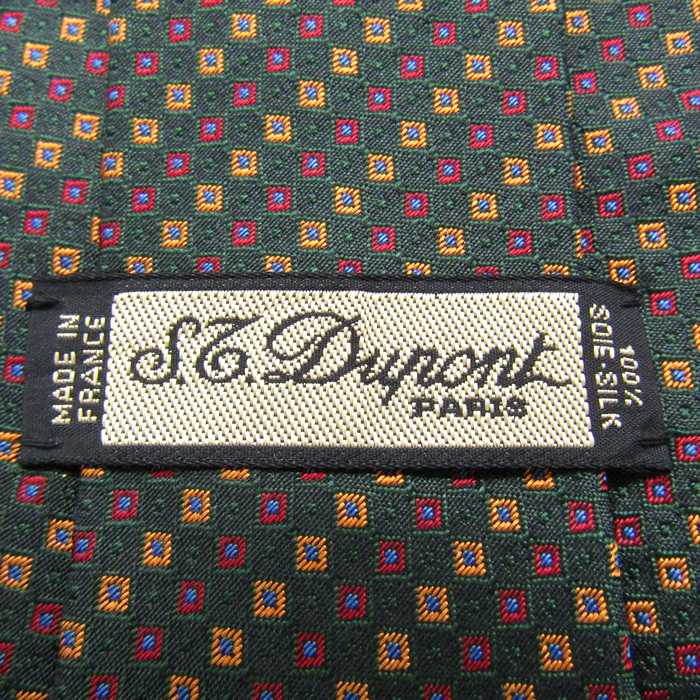 MADE IN
FRANCE
S.T. Dupont
PARIS
100%
SOIE-SILK